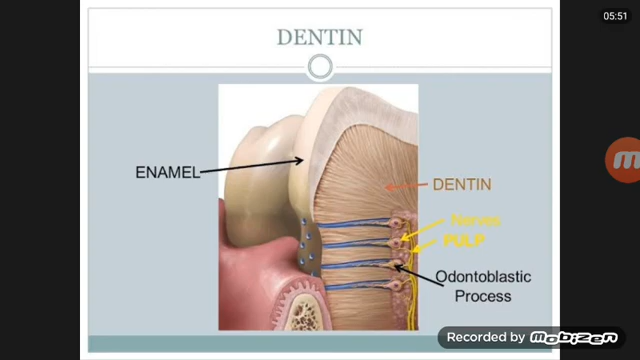 05:51
DENTIN
ENAMEL
DENTIN
Nerves
PULP
Odontoblastic
Process
Recorded by
mobizen